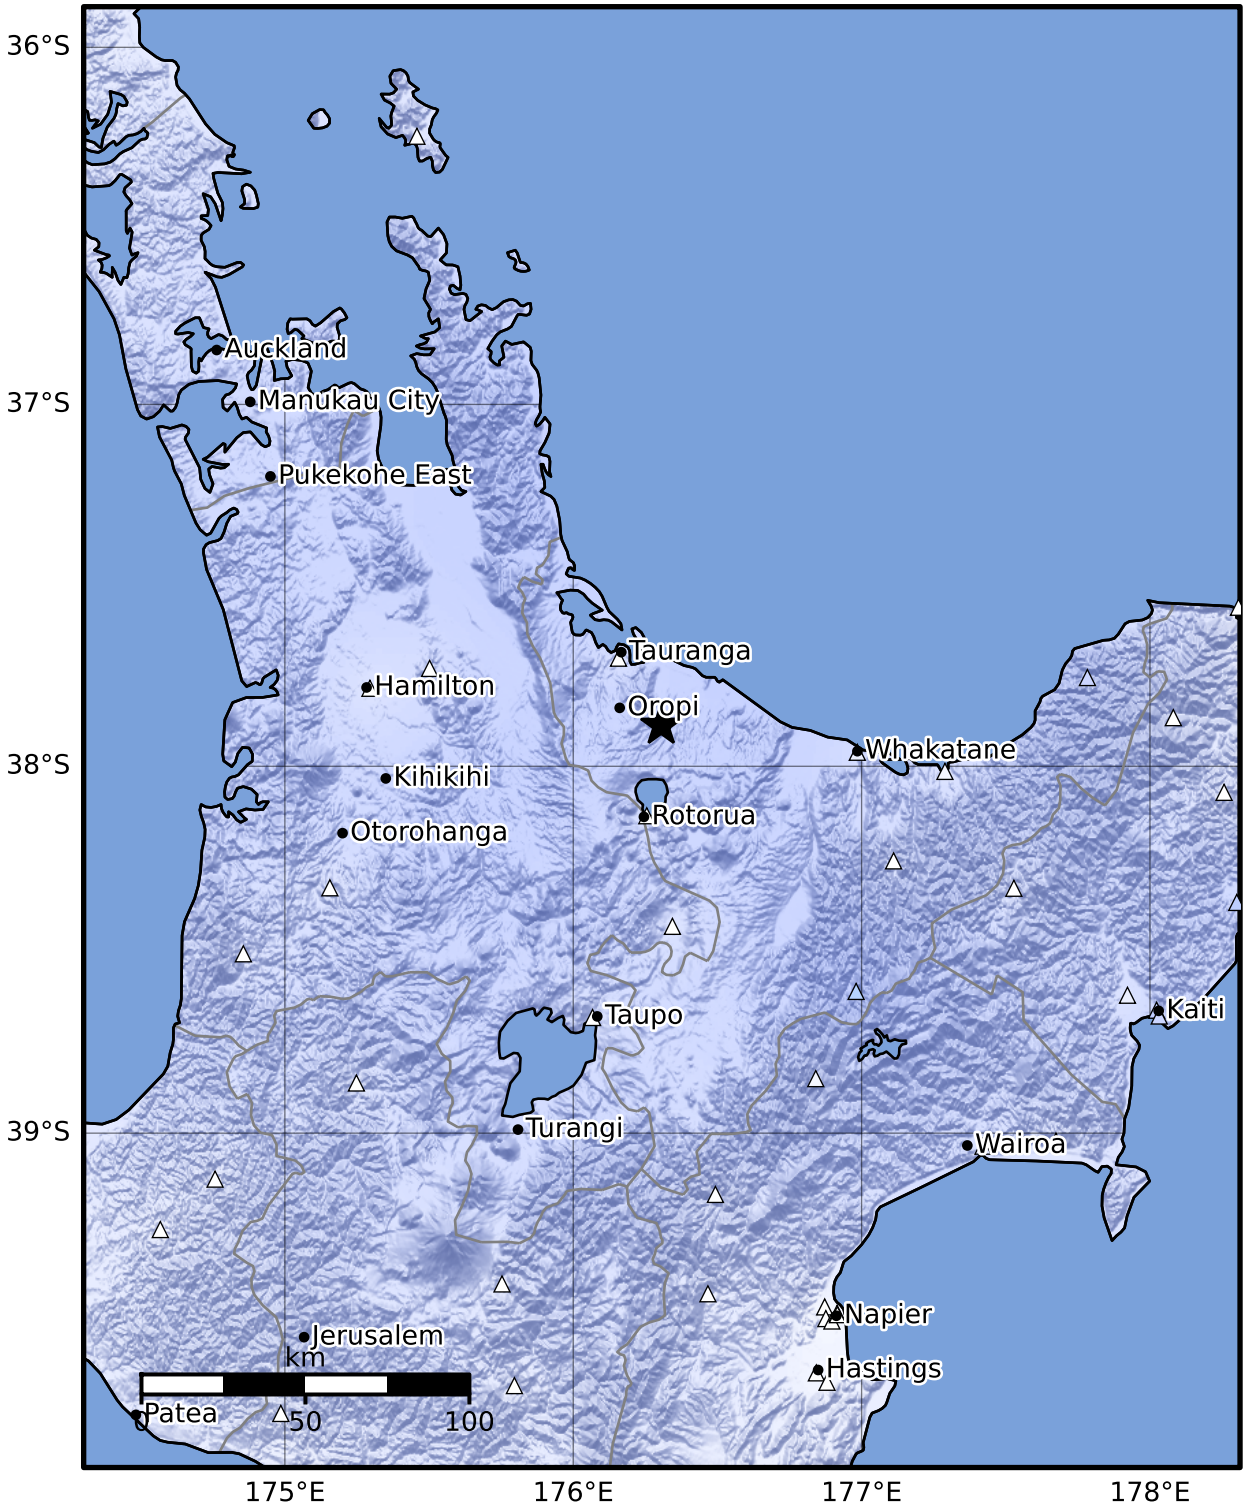 36°S
Auckland
37°S
Manukau City
Pukekohe East
Tauranga
Hamilton
Oropi
Whakatane
38°S
Kihikihi
Rotorua
Otorohanga
Kaiti
Taupo
Turangi
39°S
Wairoa
Napier
Jerusalem
km
Hastings
Patea
0 50 100
175°E 176°E 177°E 178°E